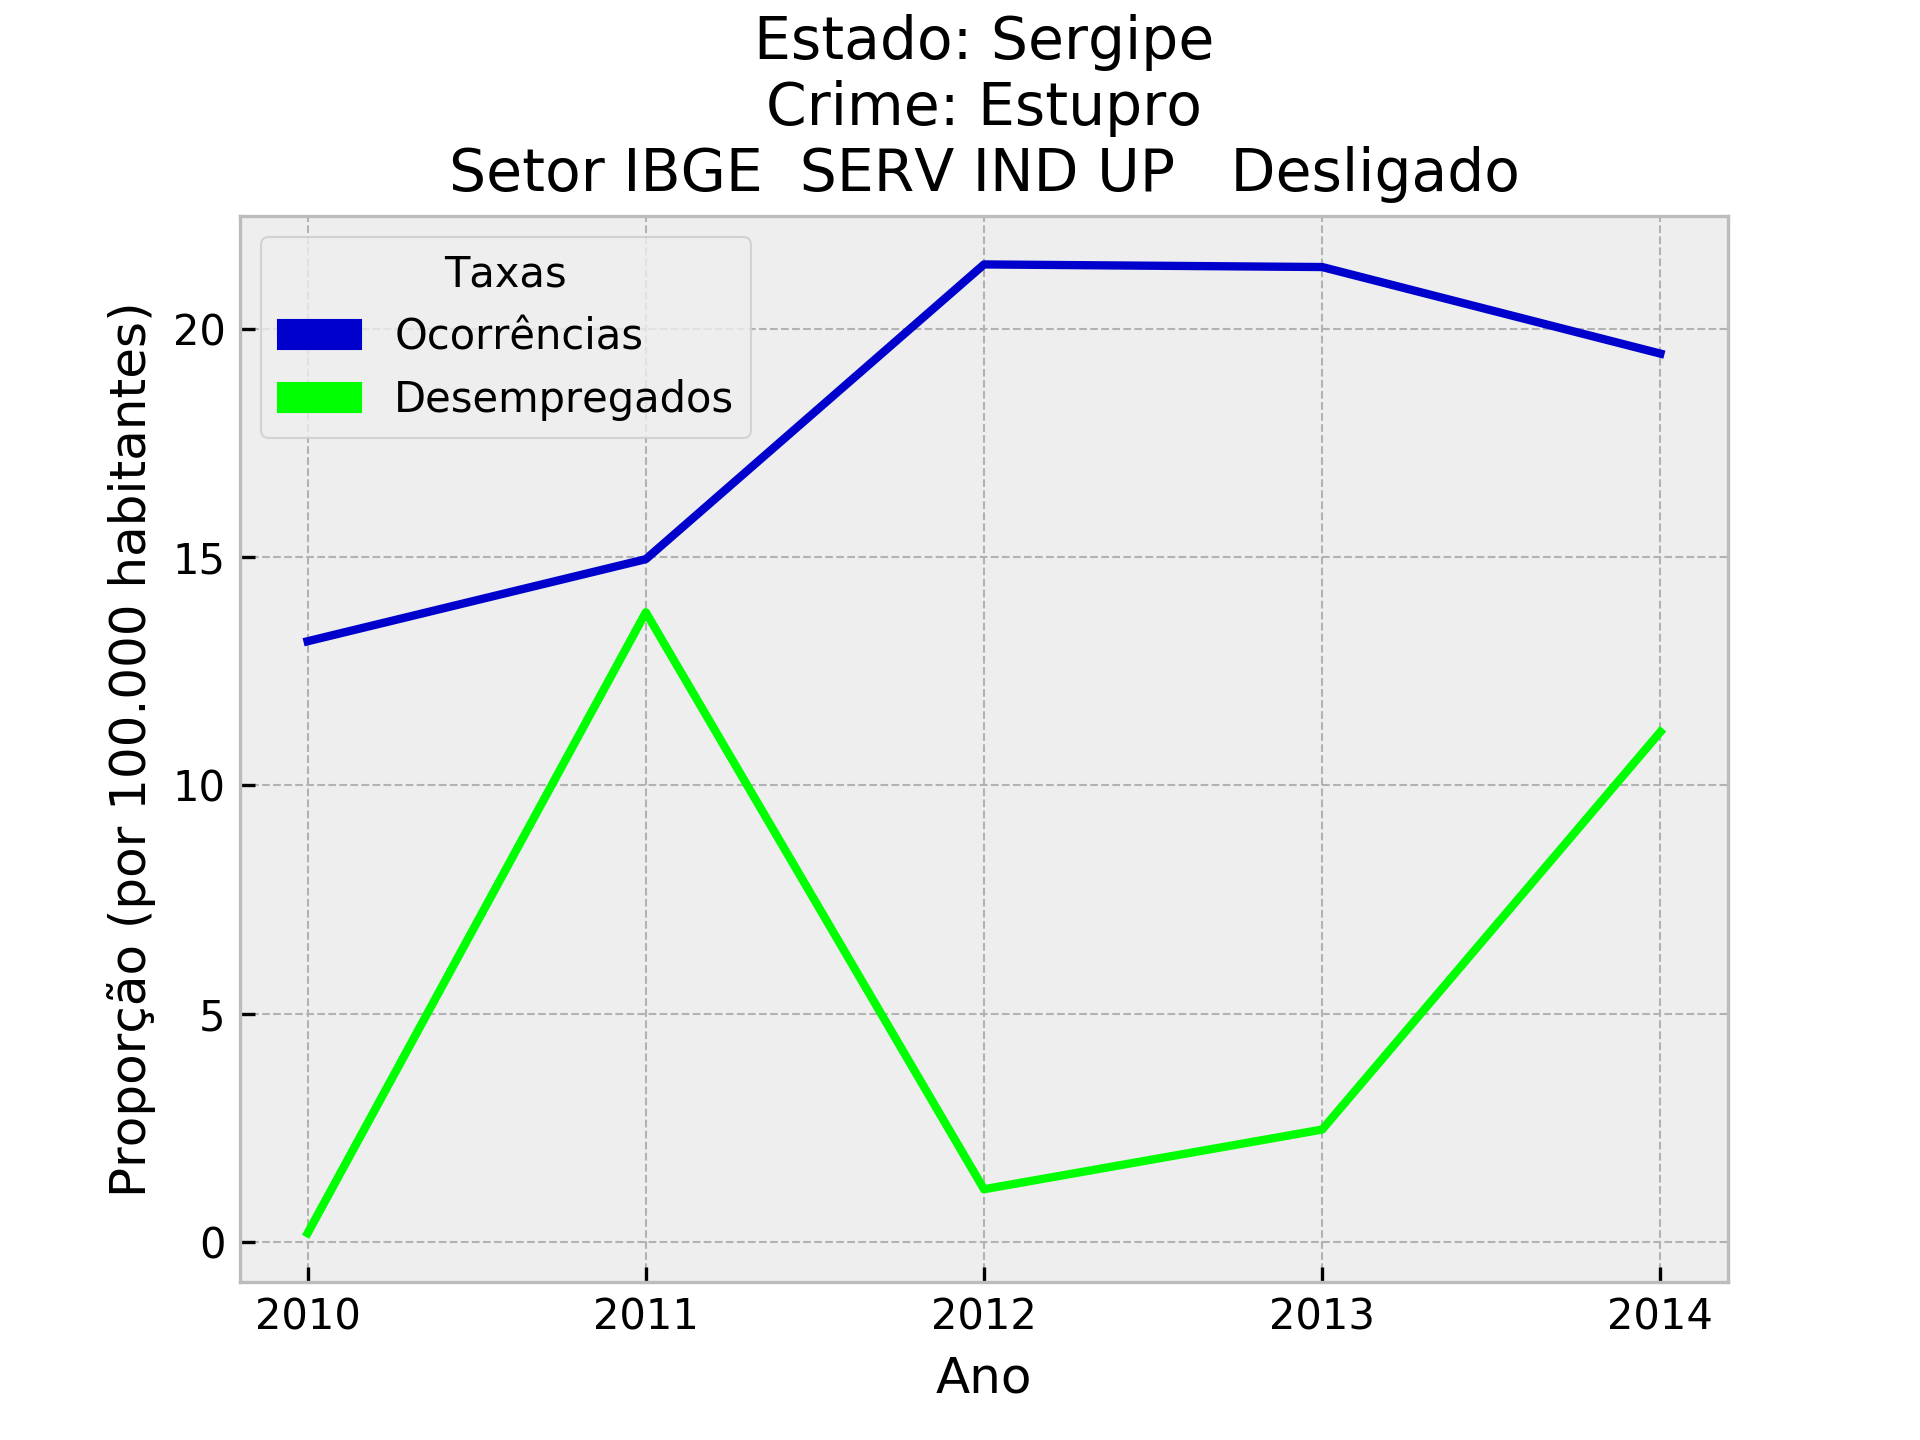 Estado: Sergipe
Crime: Estupro
Setor IBGE  SERV IND UP   Desligado
Taxas
Ocorrências
Desempregados
Proporção (por 100.000 habitantes)
20
15
10
5
0
2010 2011 2012 2013 2014
Ano